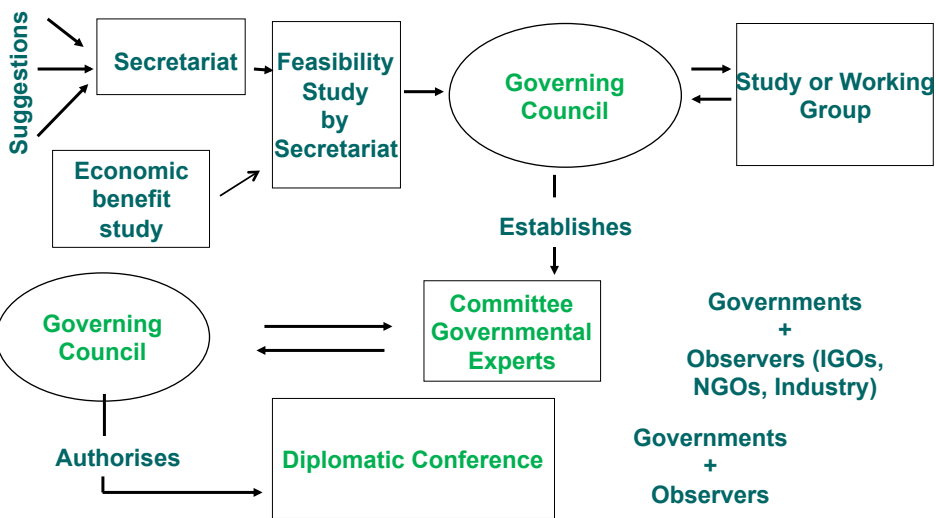 Suggestions
Secretariat
Feasibility
Study
by
Secretariat
Economic
benefit
study
Governing
Council
Study or Working
Group
Establishes
Governing
Council
Committee
Governmental
Experts
Governments
+
Observers (IGOs,
NGOs, Industry)
Authorises
Diplomatic Conference
Governments
+
Observers